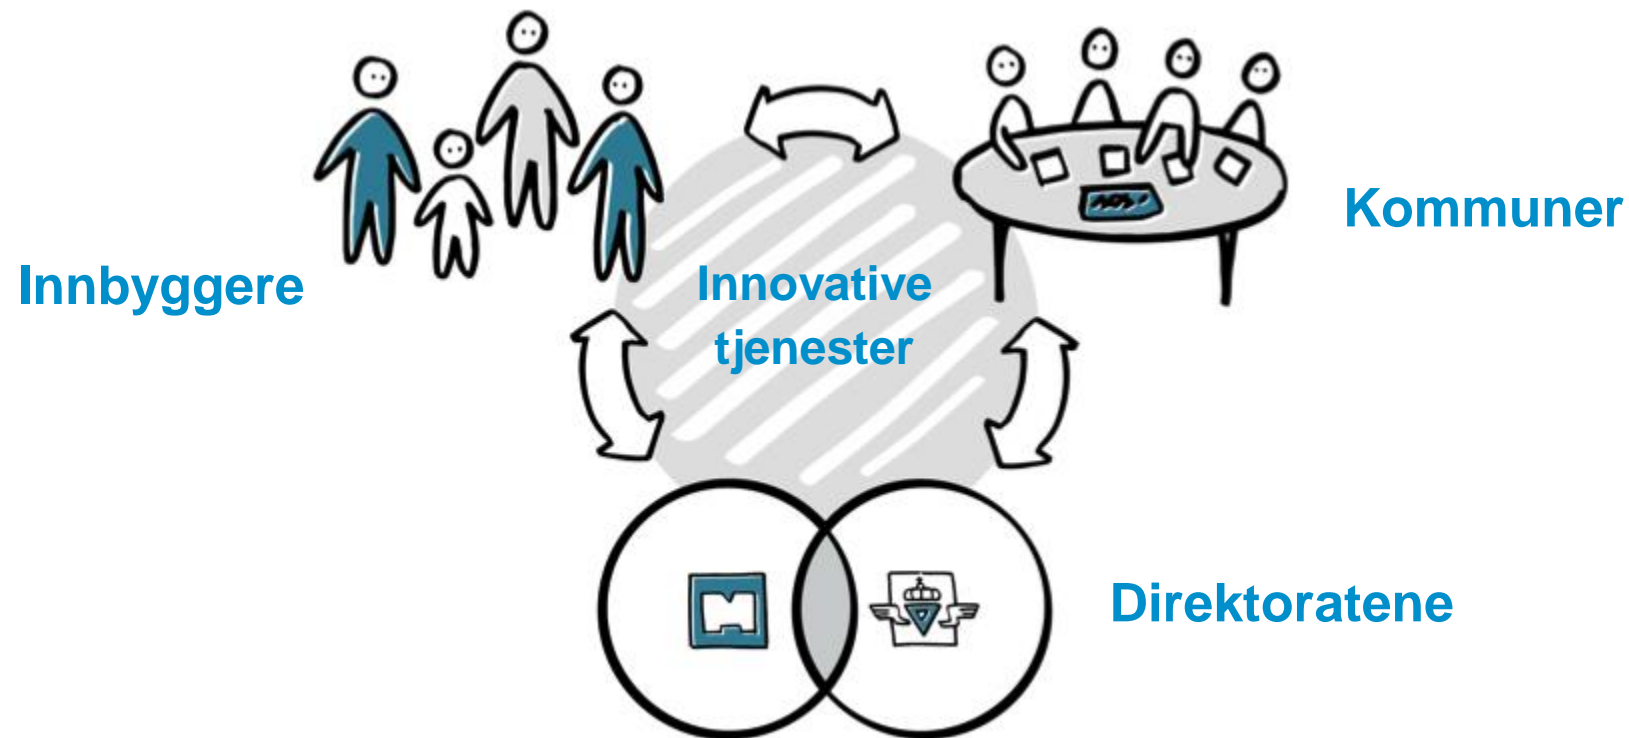 Innbyggere
Kommuner
Innovative
tjenester
Direktoratene